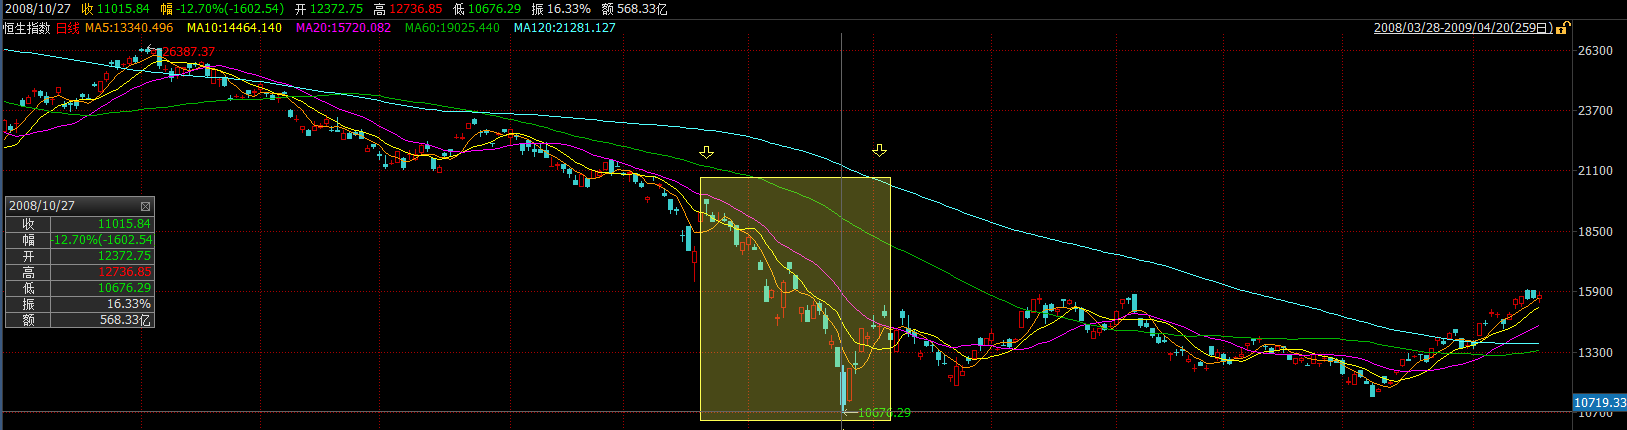 2008/10/27 收 11015.84 幅 -12.70%(-1602.54) 开 12372.75 高 12736.85 低 10676.29 振 16.33% 额 568.33亿
恒生指数 日线 MA5:13340.496 MA10:14464.140 MA20:15720.082 MA60:19025.440 MA120:21281.127 2008/03/28-2009/04/20(259日)
26387.37
26300
23700
21100
2008/10/27
收 11015.84
幅 -12.70%(-1602.54
开 12372.75
高 12736.85
低 10676.29
振 16.33%
额 568.33亿
18500
15900
13300
10719.33
10676.29
10700